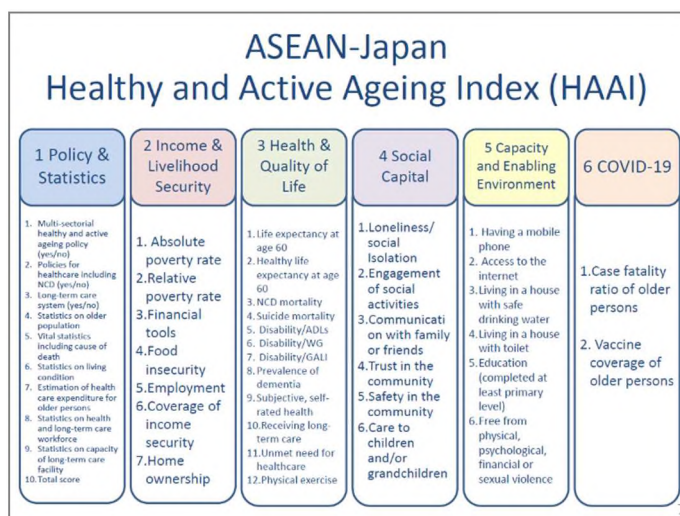 ASEAN-Japan
Healthy and Active Ageing Index (HAAI)
1 Policy &
Statistics
1. Multi-sectorial
healthy and active
ageing policy
(yes/no)
2. Policies for
healthcare including
NCD (yes/no)
3. Long-term care
system (yes/no)
4. Statistics on older
population
5. Vital statistics
including cause of
death
6. Statistics on living
condition
7. Estimation of health
care expenditure for
older persons
8. Statistics on health
and long-term care
workforce
9. Statistics on capacity
of long-term care
facility
10. Total score
2 Income &
Livelihood
Security
1. Absolute
poverty rate
2.Relative
poverty rate
3.Financial
tools
4.Food
insecurity
5.Employment
6.Coverage of
income
security
7.Home
ownership
3 Health &
Quality of
Life
1.Life expectancy at
age 60
2.Healthy life
expectancy at age
60
3.NCD mortality
4.Suicide mortality
5. Disability/ADLs
6. Disability/WG
7. Disability/GALI
8.Prevalence of
dementia
9.Subjective, self-
rated health
10.Receiving long-
term care
11.Unmet need for
healthcare
12.Physical exercise
4 Social
Capital
1.Loneliness/
social
Isolation
2.Engagement
of social
activities
3.Communicati
on with family
or friends
4.Trust in the
community
5.Safety in the
community
6.Care to
children
and/or
grandchildren
5 Capacity
and Enabling
Environment
1. Having a mobile
phone
2. Access to the
internet
3.Living in a house
with safe
drinking water
4.Living in a house
with toilet
5.Education
(completed at
least primary
level)
6.Free from
physical,
psychological,
financial or
sexual violence
6 COVID-19
1.Case fatality
ratio of older
persons
2. Vaccine
coverage of
older persons